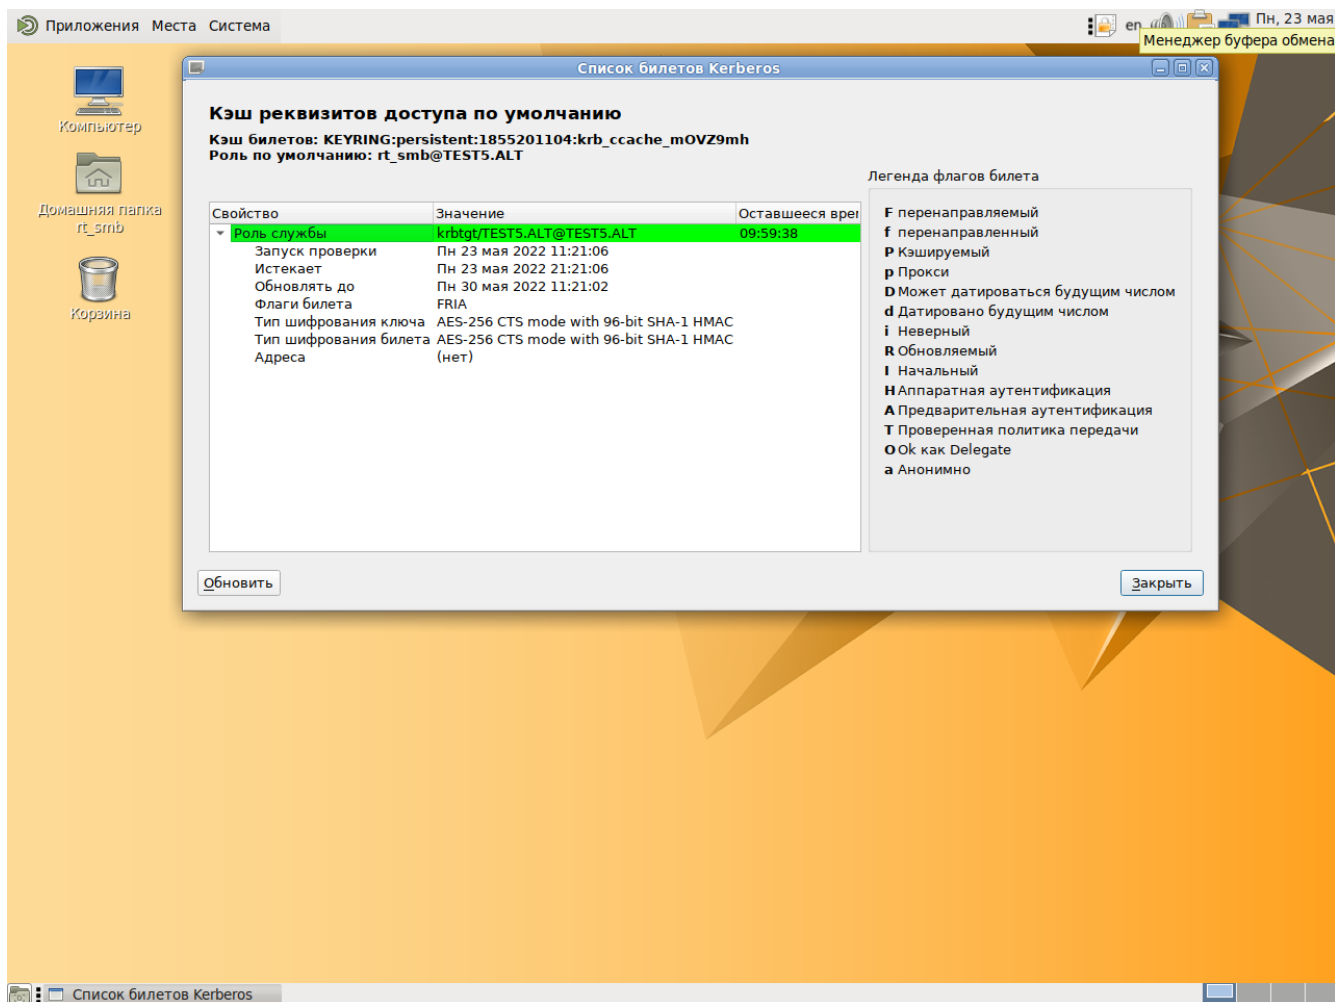 Приложения Места Система
en
Пн, 23 мая
Менеджер буфера обмена
Компьютер
Домашняя папка
rt_smb
Корзина
Список билетов Kerberos
Кэш реквизитов доступа по умолчанию
Кэш билетов: KEYRING:persistent:1855201104:krb_ccache_mOVZ9mh
Роль по умолчанию: rt_smb@TEST5.ALT
Свойство Значение Оставшееся
Роль службы krbtgt/TEST5.ALT@TEST5.ALT 09:59:38
Запуск проверки Пн 23 мая 2022 11:21:06
Истекает Пн 23 мая 2022 21:21:06
Обновлять до Пн 30 мая 2022 11:21:02
Флаги билета FRIA
Тип шифрования ключа AES-256 CTS mode with 96-bit SHA-1 HMAC
Тип шифрования билета AES-256 CTS mode with 96-bit SHA-1 HMAC
Адреса (нет)
Легенда флагов билета
F перенаправляемый
f перенаправленный
P Кэшируемый
p Прокси
D Может датироваться будущим числом
d Датировано будущим числом
i Неверный
R Обновляемый
I Начальный
H Аппаратная аутентификация
A Предварительная аутентификация
T Проверенная политика передачи
O Ok как Delegate
a Анонимно
Обновить
Закрыть
Список билетов Kerberos